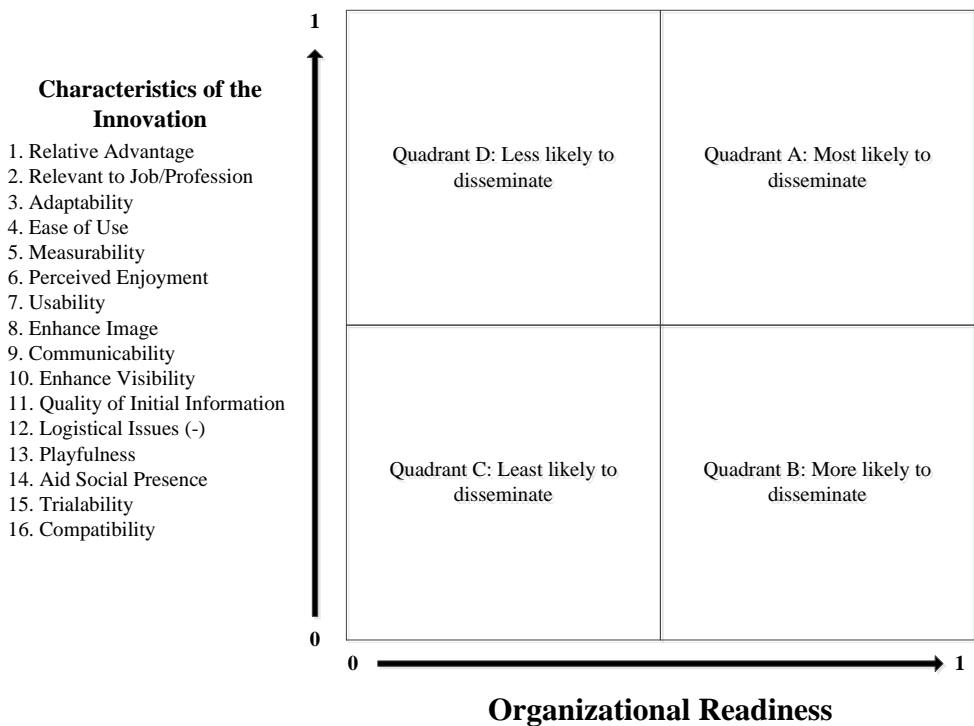 1
Characteristics of the
Innovation
1. Relative Advantage
2. Relevant to Job/Profession
3. Adaptability
4. Ease of Use
5. Measurability
6. Perceived Enjoyment
7. Usability
8. Enhance Image
9. Communicability
10. Enhance Visibility
11. Quality of Initial Information
12. Logistical Issues (-)
13. Playfulness
14. Aid Social Presence
15. Trialability
16. Compatibility
Quadrant D: Less likely to
disseminate
Quadrant A: Most likely to
disseminate
Quadrant C: Least likely to
disseminate
Quadrant B: More likely to
disseminate
0
0
1
Organizational Readiness